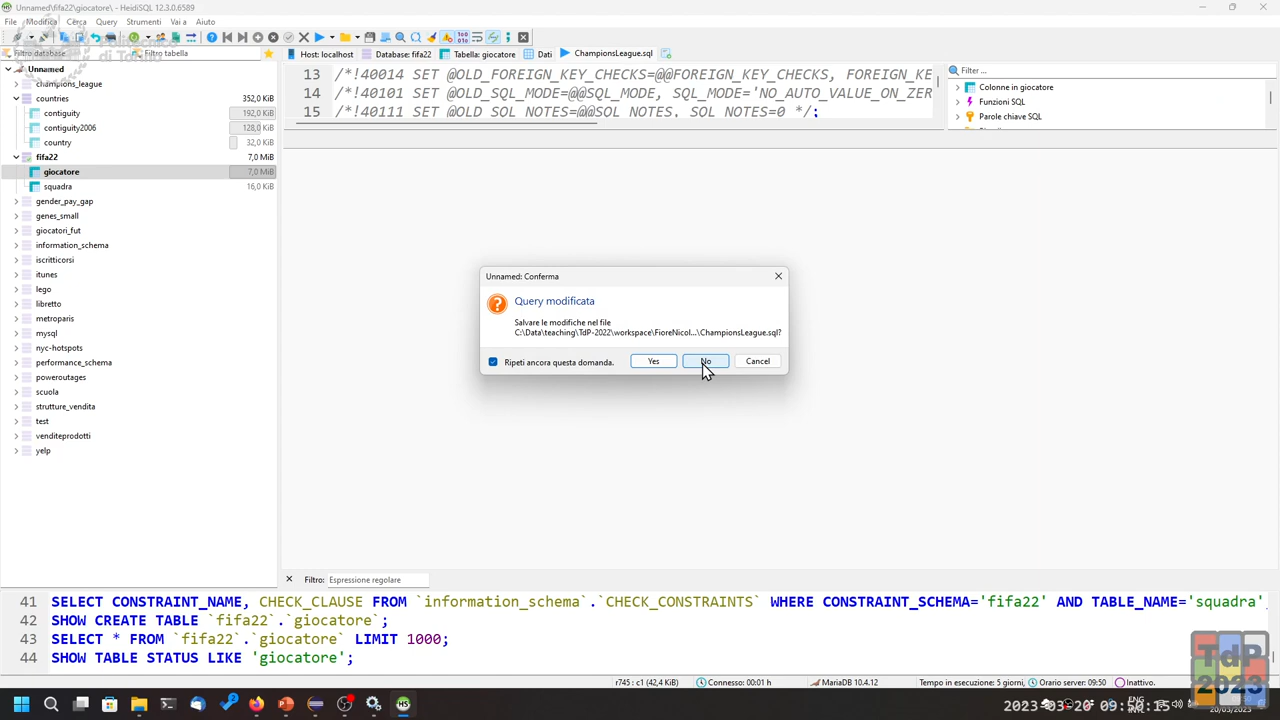 Unnamed\fifa22\giocatore\ - HeidiSQL 12.3.0.6589
File Modifica Cerca Query Strumenti Vai a Aiuto
Filtro database Filtro tabella
di Torino
Host: localhost Database: fifa22 Tabella: giocatore Dati ChampionsLeague.sql
Unnamed
champions_league
countries 352,0 KiB
contiguity 192,0 KiB
contiguity2006 128,0 KiB
country 32,0 KiB
fifa22 7,0 MiB
giocatore 7,0 MiB
squadra 16,0 KiB
gender_pay_gap
genes_small
giocatori_fut
information_schema
iscritticorsi
itunes
lego
libretto
metroparis
mysql
nyc-hotspots
performance_schema
poweroutages
scuola
strutture_vendita
test
venditeprodotti
yelp
13 /*!40014 SET @OLD_FOREIGN_KEY_CHECKS=@@FOREIGN_KEY_CHECKS, FOREIGN_KE
14 /*!40101 SET @OLD_SQL_MODE=@@SQL_MODE, SQL_MODE='NO_AUTO_VALUE_ON_ZER
15 /*!40111 SET @OLD_SQL_NOTES=@@SQL_NOTES, SQL_NOTES=0 */;
Filter ...
Colonne in giocatore
Funzioni SQL
Parole chiave SQL
Unnamed: Conferma
Query modificata
Salvare le modifiche nel file
C:\Data\teaching\TdP-2022\workspace\FioreNicol...\ChampionsLeague.sql?
Ripeti ancora questa domanda. Yes No Cancel
Filtro: Espressione regolare
41 SELECT CONSTRAINT_NAME, CHECK_CLAUSE FROM `information_schema`.`CHECK_CONSTRAINTS` WHERE CONSTRAINT_SCHEMA='fifa22' AND TABLE_NAME='squadra'
42 SHOW CREATE TABLE `fifa22`.`giocatore`;
43 SELECT * FROM `fifa22`.`giocatore` LIMIT 1000;
44 SHOW TABLE STATUS LIKE 'giocatore';
r745 : c1 (42,4 KiB) Connesso: 00:01 h MariaDB 10.4.12 Tempo in esecuzione: 5 giorni, Orario server: 09:50 Inattivo.
TdP
2023
ENG
2023-03-20 09:50:15